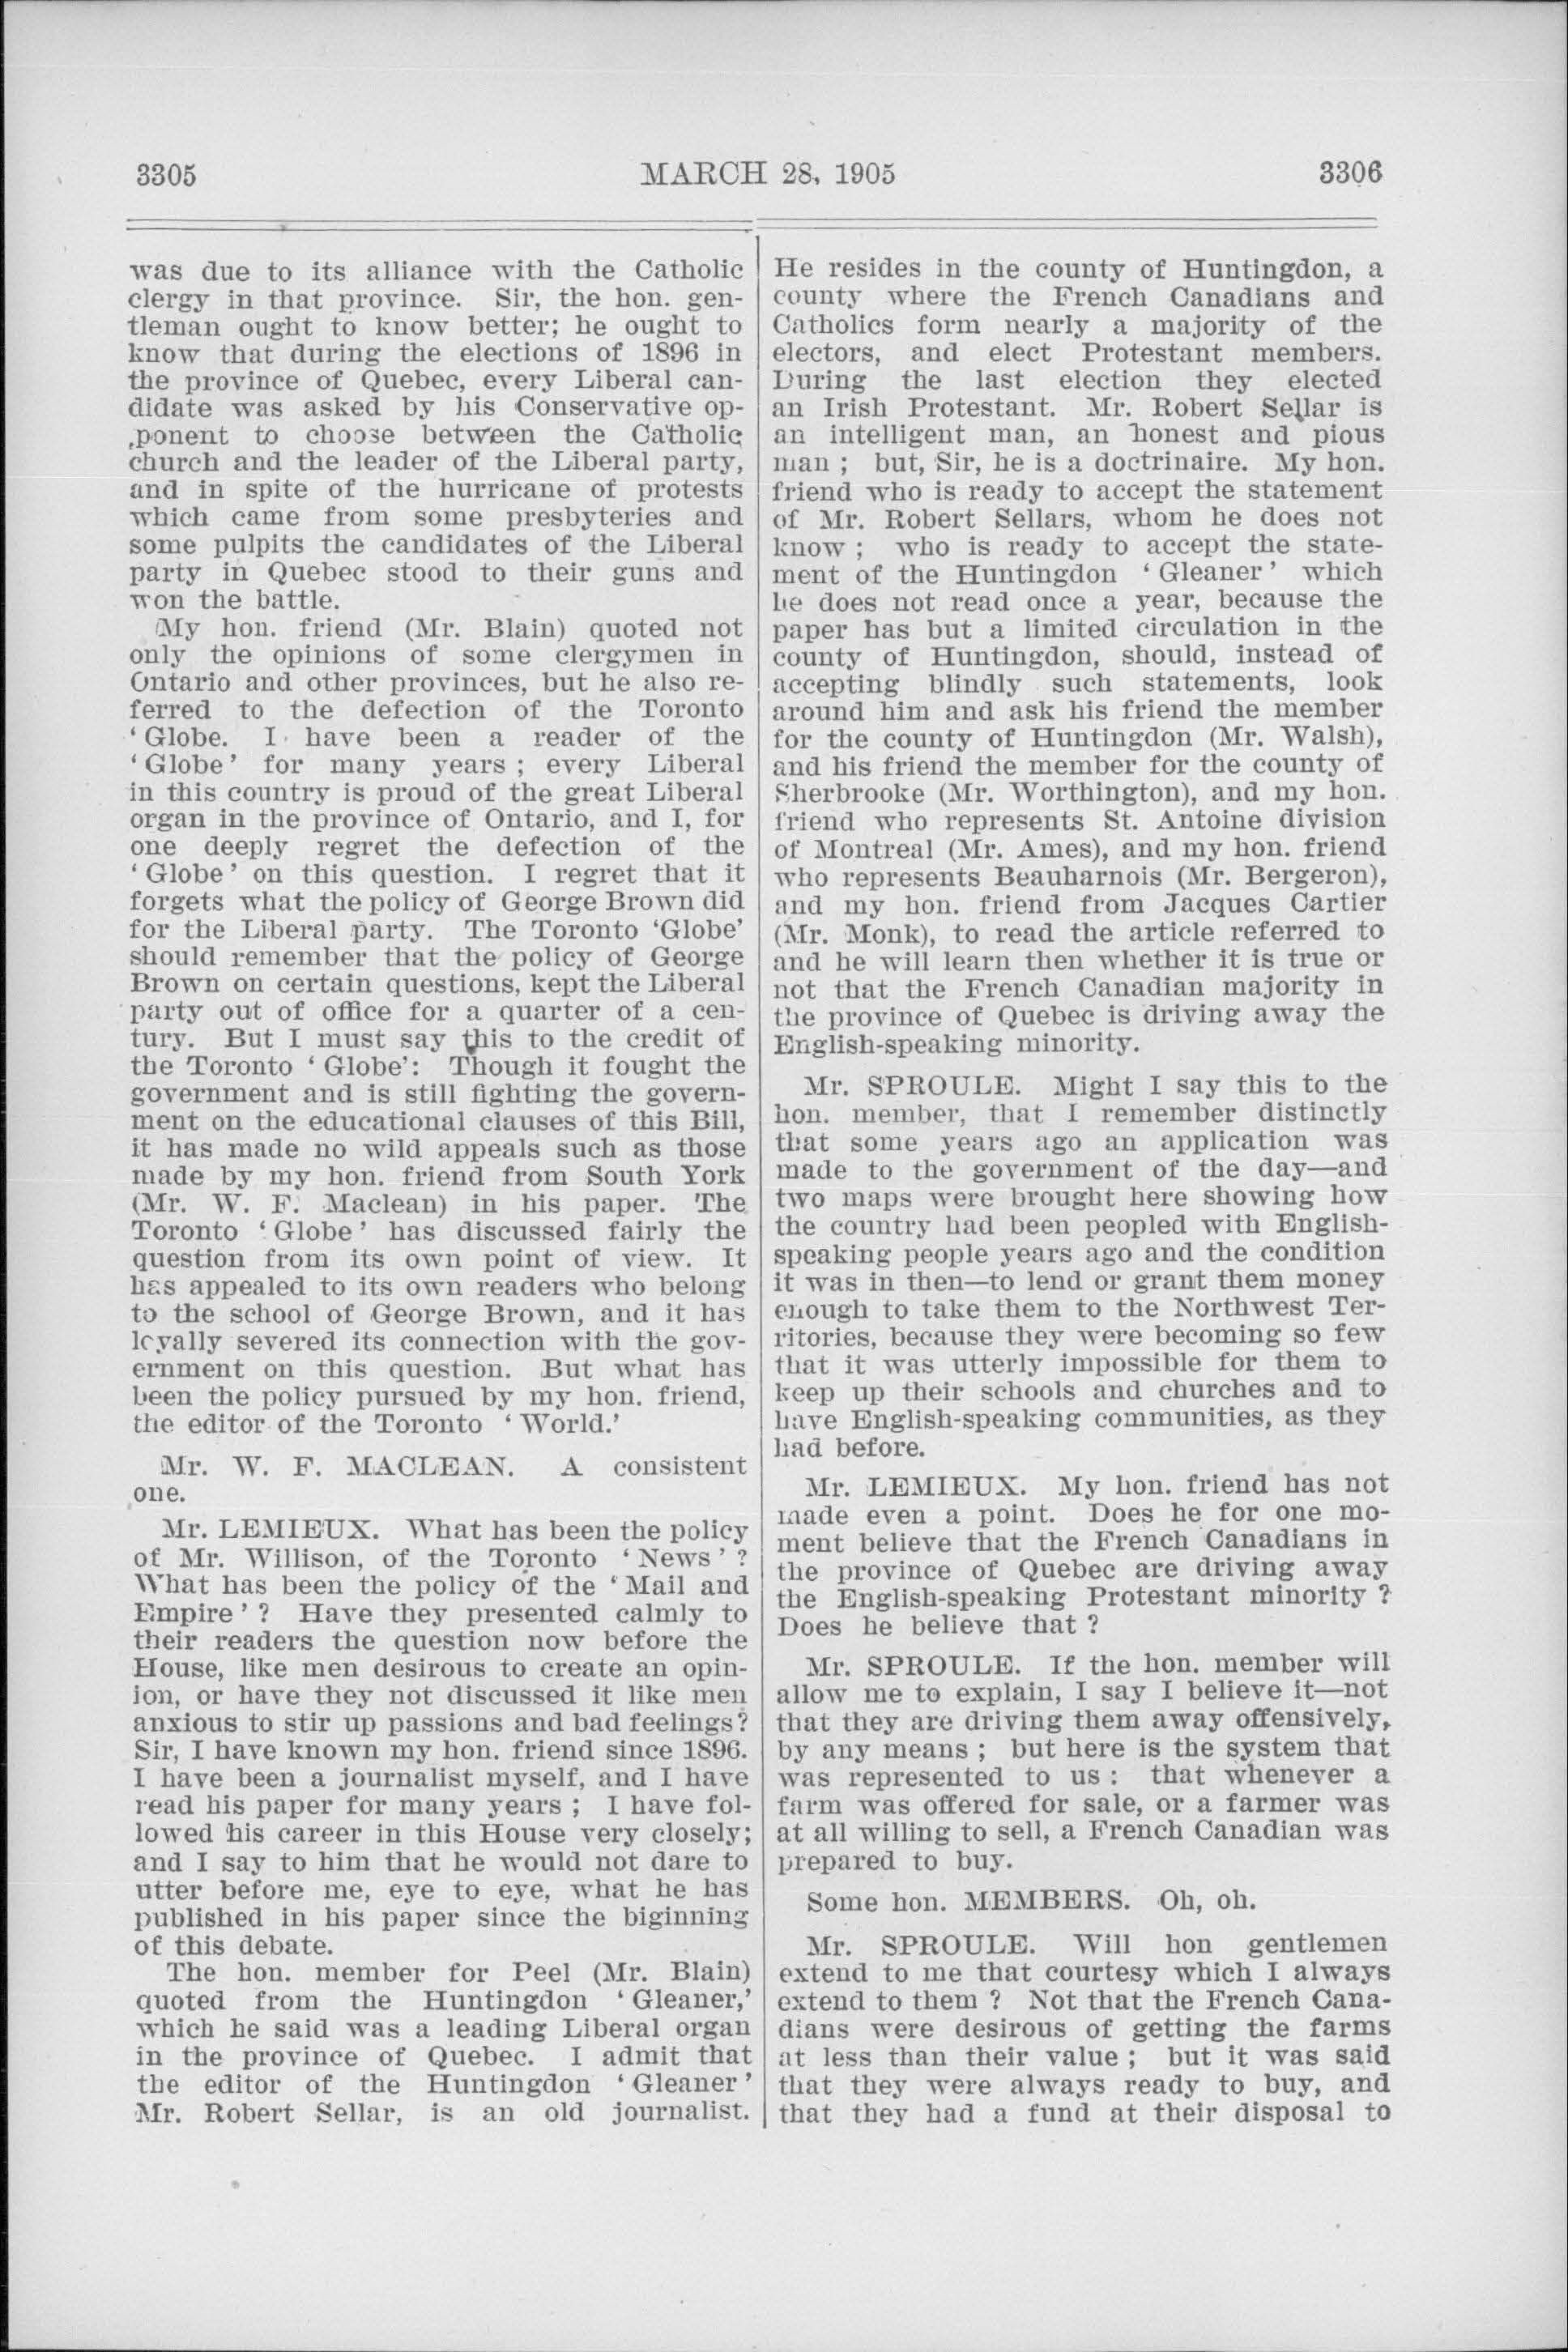 3305 MARCH 28, 1905 3306
was due to its alliance with the Catholic
clergy in that province. Sir, the hon. gen-
tleman ought to know better; he ought to
know that during the elections of 1896 in
the province of Quebec, every Liberal can-
didate was asked by his Conservative op-
ponent to choose between the Catholic
church and the leader of the Liberal party,
and in spite of the hurricane of protests
which came from some presbyteries and
some pulpits the candidates of the Liberal
party in Quebec stood to their guns and
won the battle.
My hon. friend (Mr. Blain) quoted not
only the opinions of some clergymen in
Ontario and other provinces, but he also re-
ferred to the defection of the Toronto
‘ Globe. I have been a reader of the
‘ Globe ’ for many years ; every Liberal
in this country is proud of the great Liberal
organ in the province of Ontario, and I, for
one deeply regret the defection of the
‘ Globe ’ on this question. I regret that it
forgets what the policy of George Brown did
for the Liberal party. The Toronto ‘Globe’
should remember that the policy of George
Brown on certain questions, kept the Liberal
party out of office for a quarter of a cen-
tury. But I must say this to the credit of
the Toronto ‘ Globe’: Though it fought the
government and is still fighting the govern-
ment on the educational clauses of this Bill,
it has made no wild appeals such as those
made by my hon. friend from South York
(Mr. W. F. Maclean) in his paper. The
Toronto ‘ Globe ’ has discussed fairly the
question from its own point of view. It
has appealed to its own readers who belong
to the school of George Brown, and it has
loyally severed its connection with the gov-
ernment on this question. But what has
been the policy pursued by my hon. friend,
the editor of the Toronto ‘ World.’
Mr. W. F. MACLEAN. A consistent
one.
Mr. LEMIEUX. What has been the policy
of Mr. Willison, of the Toronto ‘ News ’ ?
What has been the policy of the ‘ Mail and
Empire ’ ? Have they presented calmly to
their readers the question now before the
House, like men desirous to create an opin-
ion, or have they not discussed it like men
anxious to stir up passions and bad feelings?
Sir, I have known my hon. friend since 1896.
I have been a journalist myself, and I have
read his paper for many years ; I have fol-
lowed his career in this House very closely;
and I say to him that he would not dare to
utter before me, eye to eye, what he has
published in his paper since the biginning
of this debate.
The hon. member for Peel (Mr. Blain)
quoted from the Huntingdon ‘ Gleaner,’
which he said was a leading Liberal organ
in the province of Quebec. I admit that
the editor of the Huntingdon ‘ Gleaner ’
Mr. Robert Sellar, is an old journalist.
He resides in the county of Huntingdon, a
county where the French Canadians and
Catholics form nearly a majority of the
electors, and elect Protestant members.
During the last election they elected
an Irish Protestant. Mr. Robert Sellar is
an intelligent man, an honest and pious
man ; but, Sir, he is a doctrinaire. My hon.
friend who is ready to accept the statement
of Mr. Robert Sellars, whom he does not
know ; who is ready to accept the state-
ment of the Huntingdon ‘ Gleaner ’ which
he does not read once a year, because the
paper has but a limited circulation in the
county of Huntingdon, should, instead of
accepting blindly such statements, look
around him and ask his friend the member
for the county of Huntingdon (Mr. Walsh),
and his friend the member for the county of
Sherbrooke (Mr. Worthington), and my hon.
friend who represents St. Antoine division
of Montreal (Mr. Ames), and my hon. friend
who represents Beauharnois (Mr. Bergeron),
and my hon. friend from Jacques Cartier
(Mr. Monk), to read the article referred to
and he will learn then whether it is true or
not that the French Canadian majority in
the province of Quebec is driving away the
English-speaking minority.
Mr. SPROULE. Might I say this to the
hon. member, that I remember distinctly
that some years ago an application was
made to the government of the day—and
two maps were brought here showing how
the country had been peopled with English-
speaking people years ago and the condition
it was in then—to lend or grant them money
enough to take them to the Northwest Ter-
ritories, because they were becoming so few
that it was utterly impossible for them to
keep up their schools and churches and to
have English-speaking communities, as they
had before.
Mr. LEMIEUX. My hon. friend has not
made even a point. Does he for one mo-
ment believe that the French Canadians in
the province of Quebec are driving away
the English-speaking Protestant minority ?
Does he believe that ?
Mr. SPROULE. If the hon. member will
allow me to explain, I say I believe it—not
that they are driving them away offensively,
by any means ; but here is the system that
was represented to us : that whenever a
farm was offered for sale, or a farmer was
at all willing to sell, a French Canadian was
prepared to buy.
Some hon. MEMBERS. Oh, oh.
Mr. SPROULE. Will hon gentlemen
extend to me that courtesy which I always
extend to them ? Not that the French Cana-
dians were desirous of getting the farms
at less than their value ; but it was said
that they were always ready to buy, and
that they had a fund at their disposal to